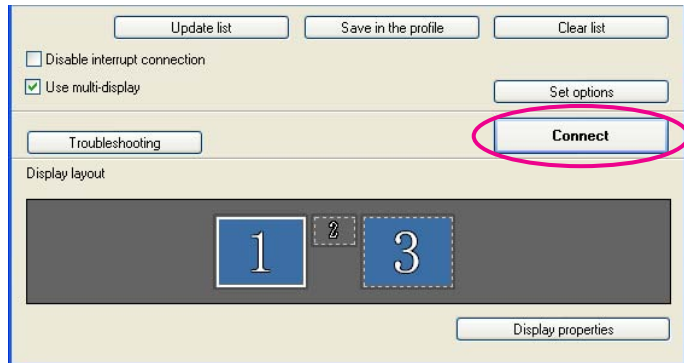 Update list Save in the profile Clear list
Disable interrupt connection
Use multi-display
Set options
Connect
Troubleshooting
Display layout
1 2 3
Display properties